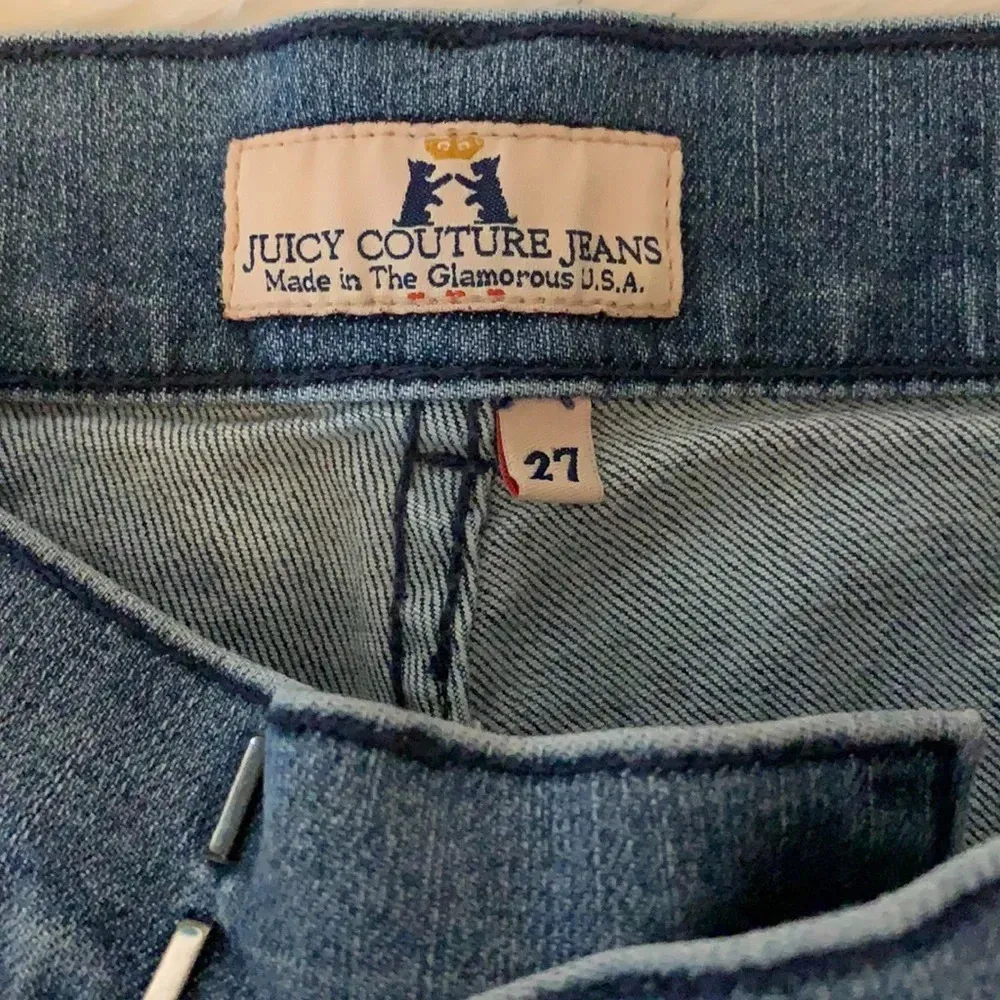 JUICY COUTURE JEANS
Made in The Glamorous U.S.A.
27